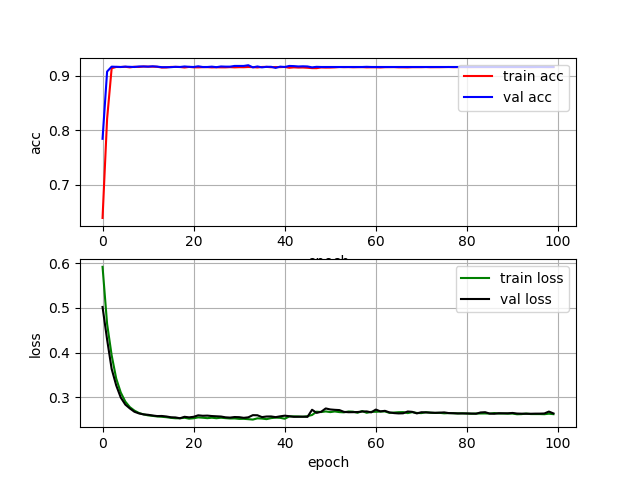 0.9
0.8
0.7
acc
train acc
val acc
0 20 40 60 80 100
epoch
0.6
0.5
0.4
0.3
loss
train loss
val loss
0 20 40 60 80 100
epoch